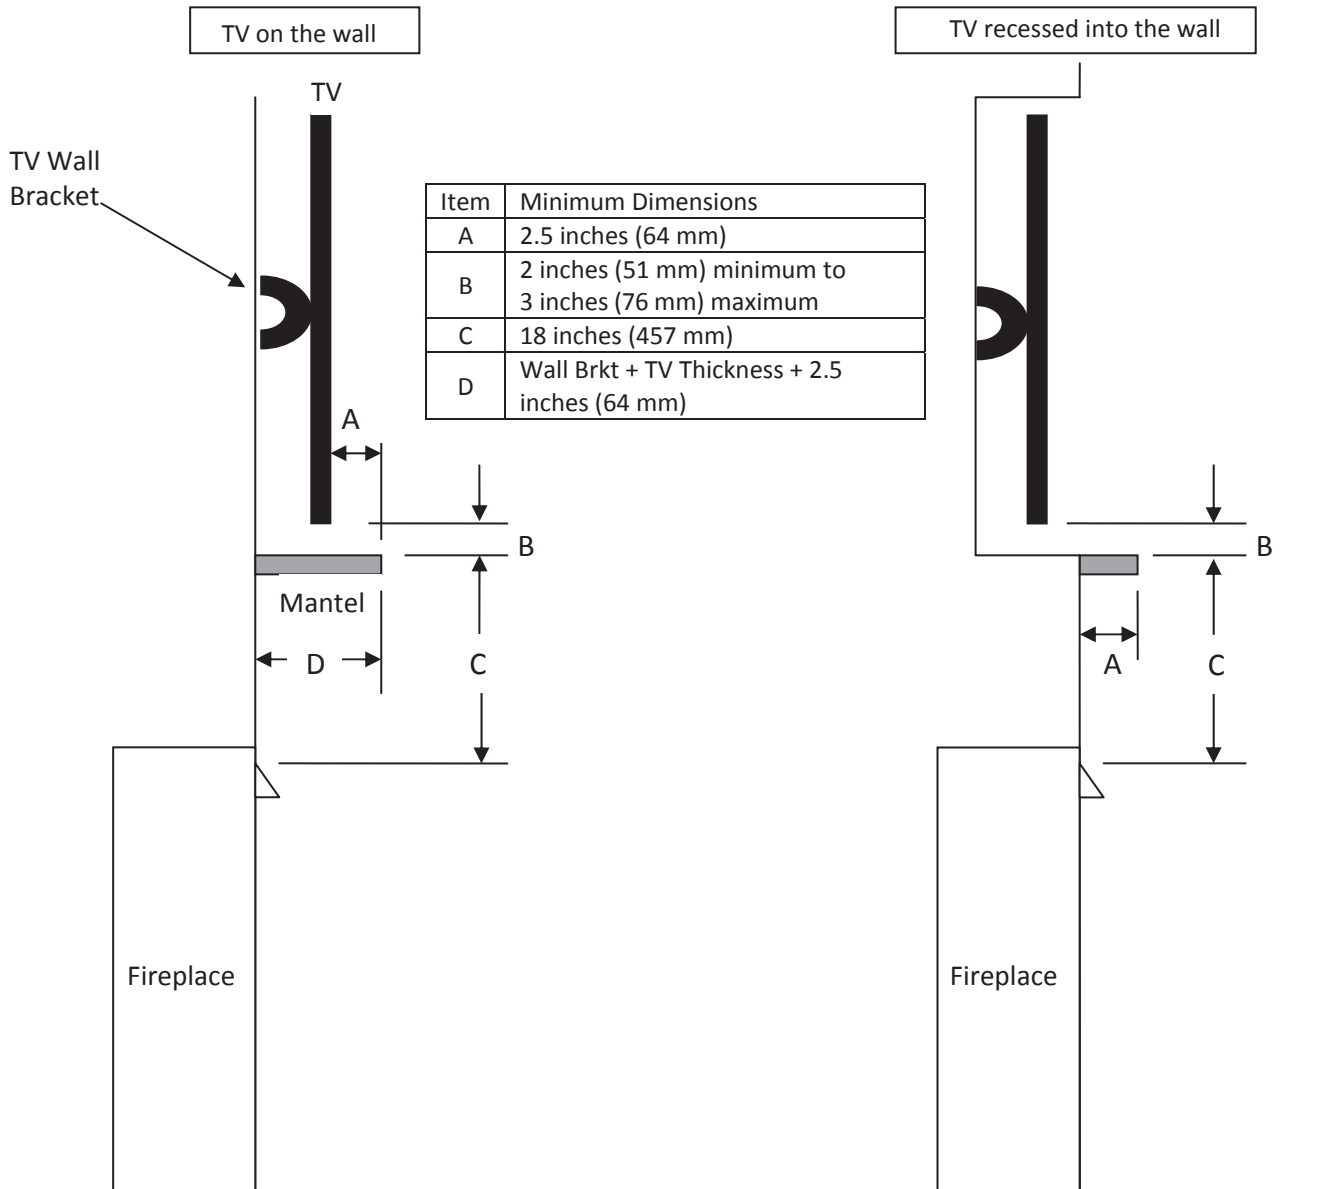 TV on the wall
TV recessed into the wall
TV
TV Wall
Bracket
Item Minimum Dimensions
A 2.5 inches (64 mm)
B 2 inches (51 mm) minimum to
3 inches (76 mm) maximum
C 18 inches (457 mm)
D Wall Brkt + TV Thickness + 2.5
inches (64 mm)
A
B
Mantel
D
C
Fireplace
B
A
C
Fireplace